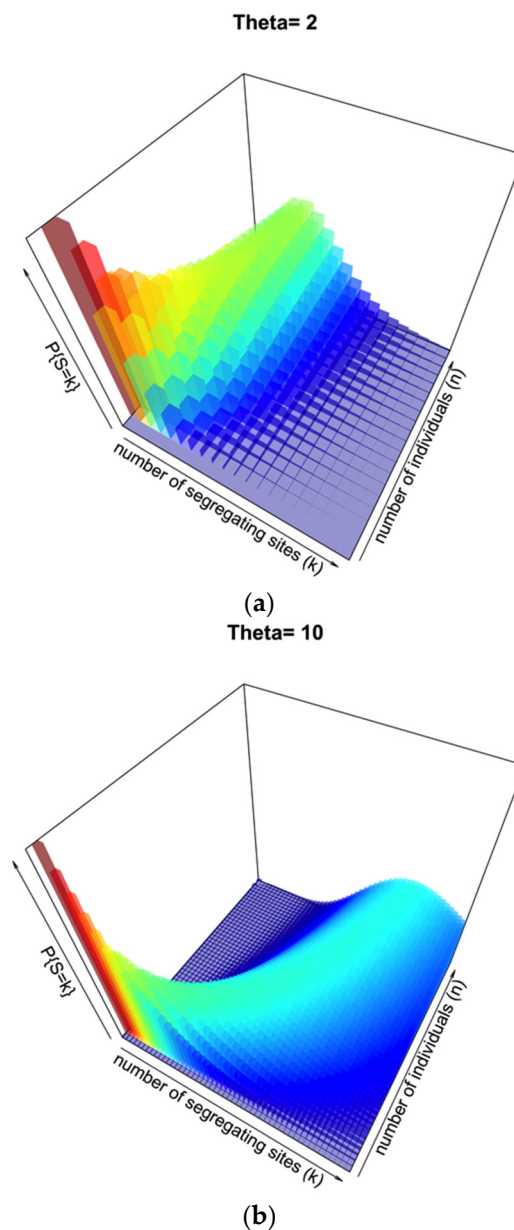 Theta= 2
P{S=k}
number of segregating sites (k)
number of individuals (n)
(a)
Theta= 10
P{S=k}
number of segregating sites (k)
number of individuals (n)
(b)